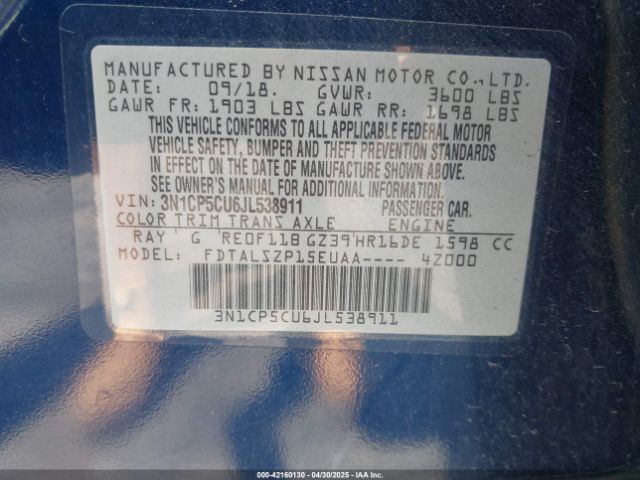 MANUFACTURED BY NISSAN MOTOR CO.,LTD.
DATE: 09/18. GVWR: 3600 LBS
GAWR FR: 1903 LBS GAWR RR: 1698 LBS
THIS VEHICLE CONFORMS TO ALL APPLICABLE FEDERAL MOTOR
VEHICLE SAFETY, BUMPER AND THEFT PREVENTION STANDARDS
IN EFFECT ON THE DATE OF MANUFACTURE SHOWN ABOVE.
SEE OWNER'S MANUAL FOR ADDITIONAL INFORMATION.
VIN: 3N1CP5CU6JL538911 PASSENGER CAR.
COLOR TRIM TRANS AXLE ENGINE
RAY G RE0F11B GZ39 HR16DE 1598 CC
MODEL: FDTALSZP15EUAA---- 4Z000
3N1CP5CU6JL538911
000-42160130 - 04/30/2025 - IAAI.COM